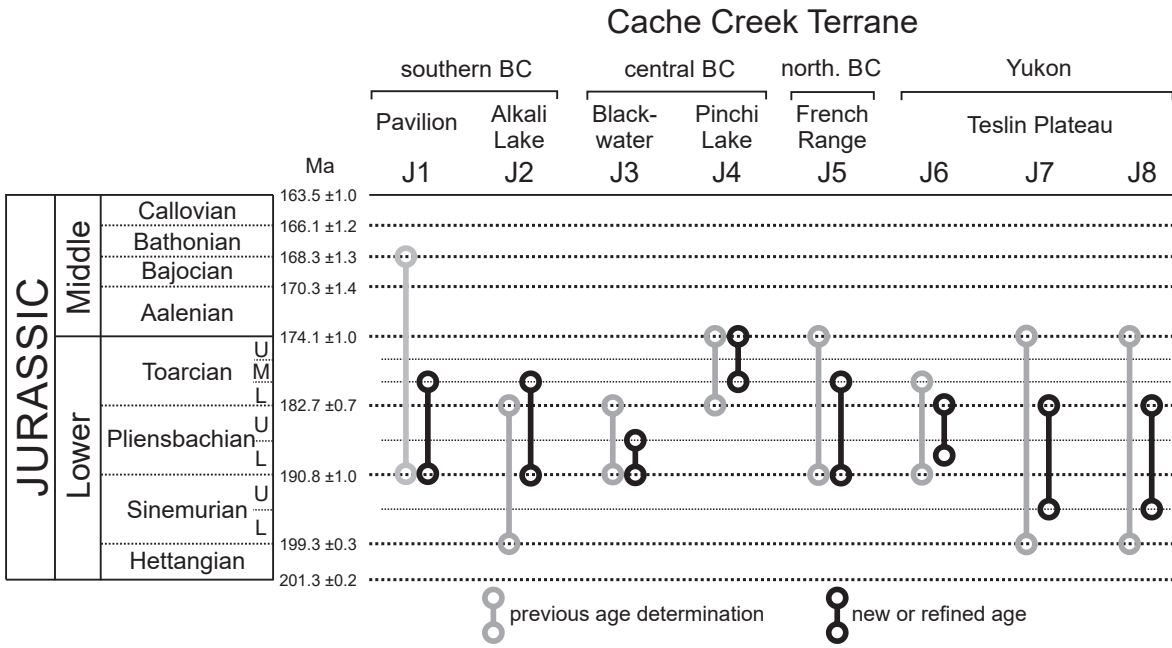 Cache Creek Terrane
southern BC central BC north. BC Yukon
Pavilion Alkali Lake Black-water Pinchi Lake French Range Teslin Plateau
Ma J1 J2 J3 J4 J5 J6 J7 J8
163.5 ±1.0
Callovian
166.1 ±1.2
Bathonian
168.3 ±1.3
Bajocian
170.3 ±1.4
Aalenian
174.1 ±1.0
JURASSIC
Middle
Lower
U
Toarcian M
L
182.7 ±0.7
Pliensbachian U
L
190.8 ±1.0
U
Sinemurian
L
199.3 ±0.3
Hettangian
201.3 ±0.2
previous age determination new or refined age